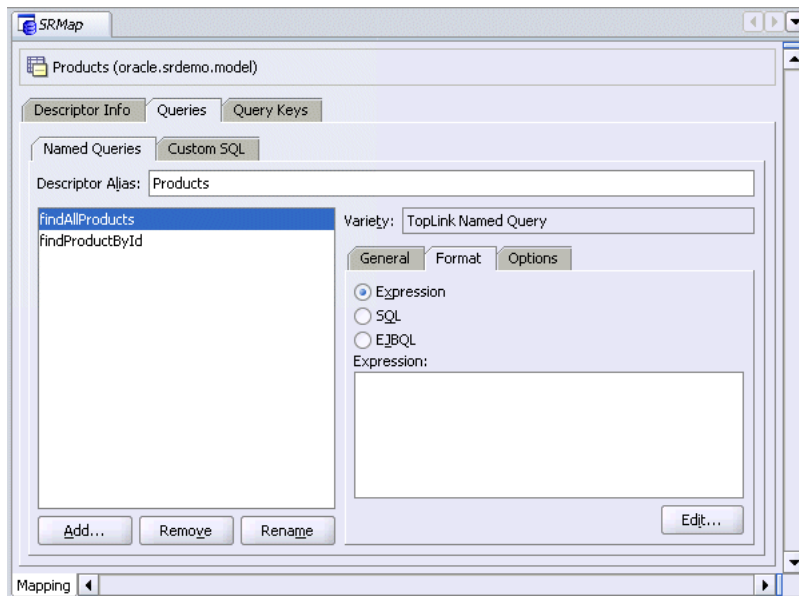 SRMap
Products (oracle.srdemo.model)
Descriptor Info Queries Query Keys
Named Queries Custom SQL
Descriptor Alias: Products
findAllProducts
findProductById
Variety: TopLink Named Query
General Format Options
Expression
SQL
EJBQL
Expression:
Edit...
Add... Remove Rename
Mapping